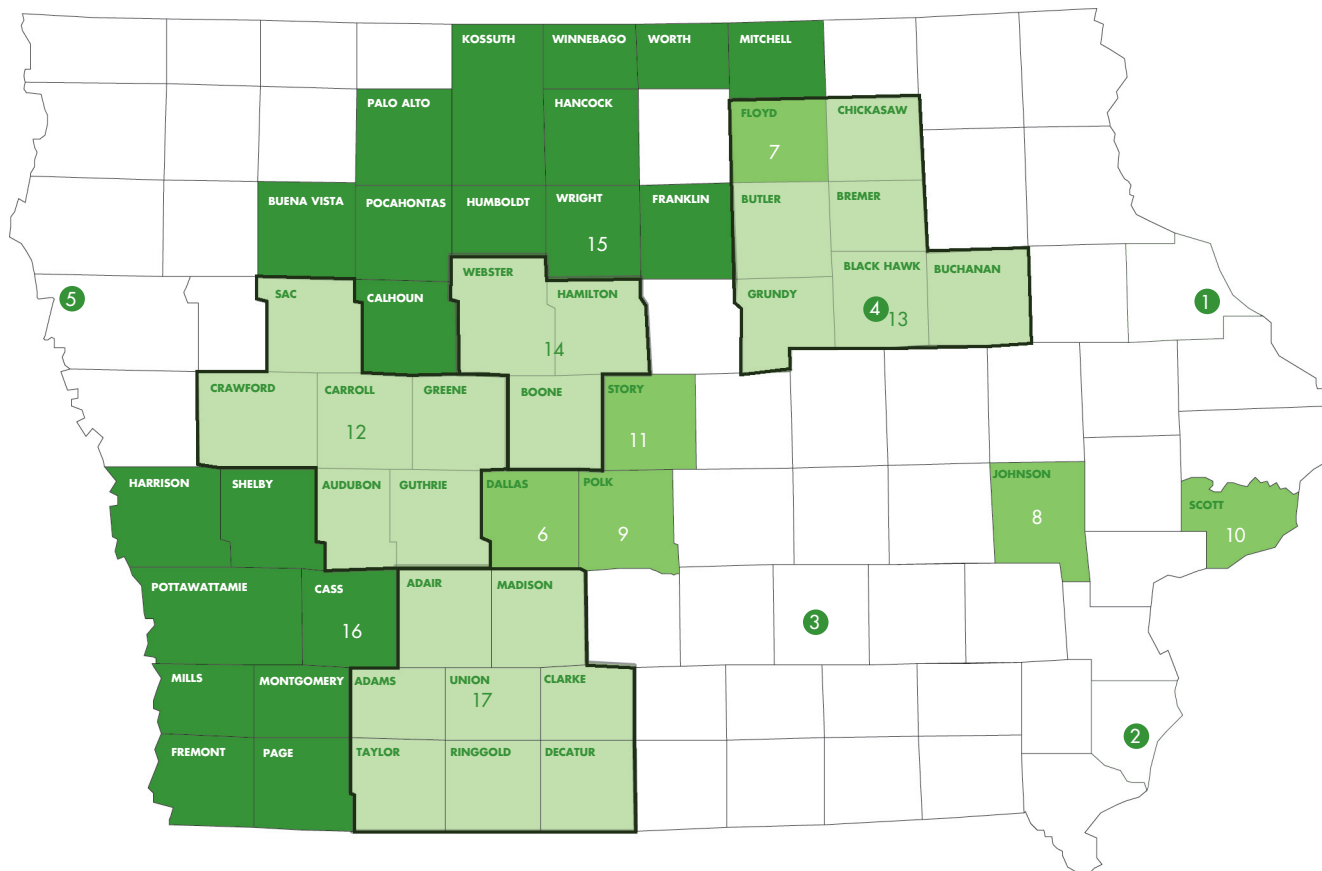 KOSSUTH
WINNEBAGO
WORTH
MITCHELL
PALO ALTO
HANCOCK
FLOYD
CHICKASAW
7
BUENA VISTA
POCAHONTAS
HUMBOLDT
WRIGHT
FRANKLIN
BUTLER
BREMER
15
WEBSTER
BLACK HAWK
BUCHANAN
5
SAC
CALHOUN
HAMILTON
GRUNDY
4
13
1
14
CRAWFORD
CARROLL
GREENE
BOONE
STORY
12
11
HARRISON
SHELBY
AUDUBON
GUTHRIE
DALLAS
POLK
JOHNSON
SCOTT
6
9
8
10
POTTAWATTAMIE
CASS
ADAIR
MADISON
16
3
MILLS
MONTGOMERY
ADAMS
UNION
CLARKE
17
2
FREMONT
PAGE
TAYLOR
RINGGOLD
DECATUR